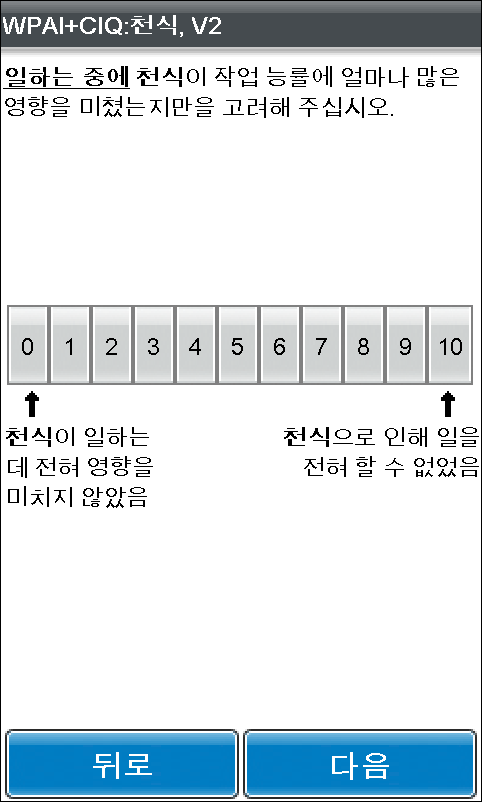 WPAI+CIQ:천식, V2
일하는 중에 천식이 작업 능률에 얼마나 많은
영향을 미쳤는지만을 고려해 주십시오.
0 1 2 3 4 5 6 7 8 9 10
천식이 일하는
데 전혀 영향을
미치지 않았음
천식으로 인해 일을
전혀 할 수 없었음
뒤로
다음